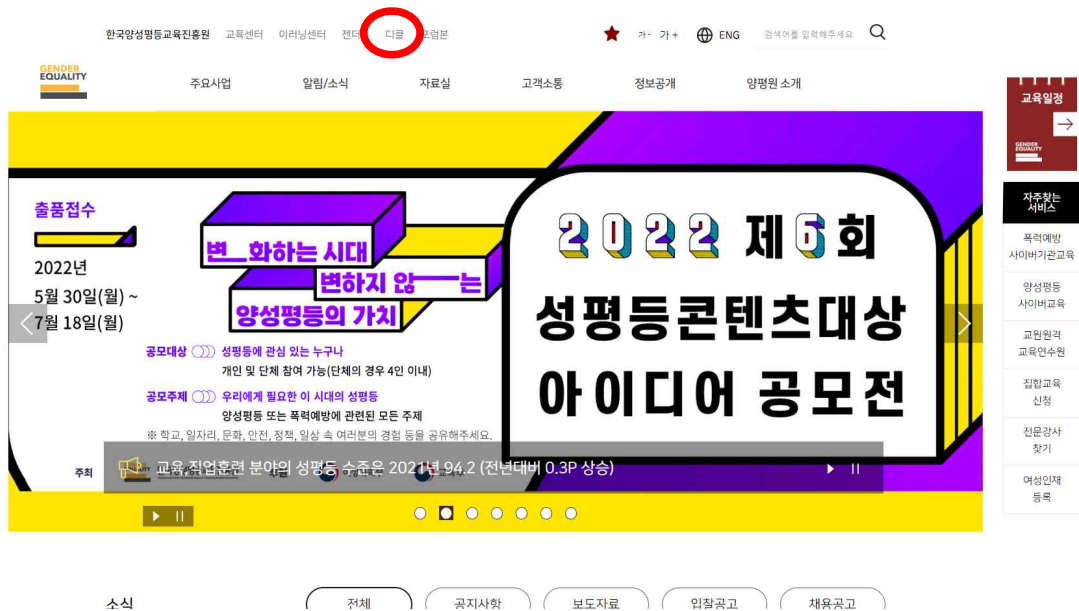 한국양성평등교육진흥원 교육센터 이러닝센터 젠더 디클 포럼본
가- 가+ ENG 검색어를 입력해주세요
GENDER
EQUALITY
주요사업 알림/소식 자료실 고객소통 정보공개 양평원 소개
출품접수
2022년
5월 30일(월) ~
7월 18일(월)
변__화하는 시대
변하지 않──는
양성평등의 가치
공모대상 성평등에 관심 있는 누구나
개인 및 단체 참여 가능(단체의 경우 4인 이내)
공모주제 우리에게 필요한 이 시대의 성평등
양성평등 또는 폭력예방에 관련된 모든 주제
※ 학교, 일자리, 문화, 안전, 정책, 일상 속 여러분의 경험 등을 공유해주세요.
주최
교육·직업훈련 분야의 성평등 수준은 2021년 94.2 (전년대비 0.3P 상승)
2022 제6회
성평등콘텐츠대상
아이디어 공모전
교육일정
GENDER
EQUALITY
자주찾는
서비스
폭력예방
사이버기관교육
양성평등
사이버교육
교원원격
교육연수원
집합교육
신청
전문강사
찾기
여성인재
등록
소식 전체 공지사항 보도자료 입찰공고 채용공고